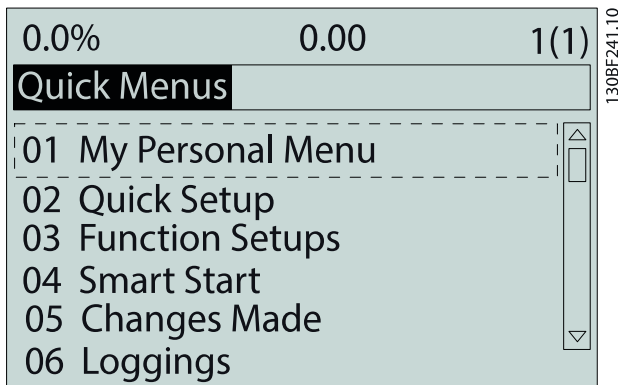 0.0% 0.00 1(1)
Quick Menus
01 My Personal Menu
02 Quick Setup
03 Function Setups
04 Smart Start
05 Changes Made
06 Loggings
130BF241.10